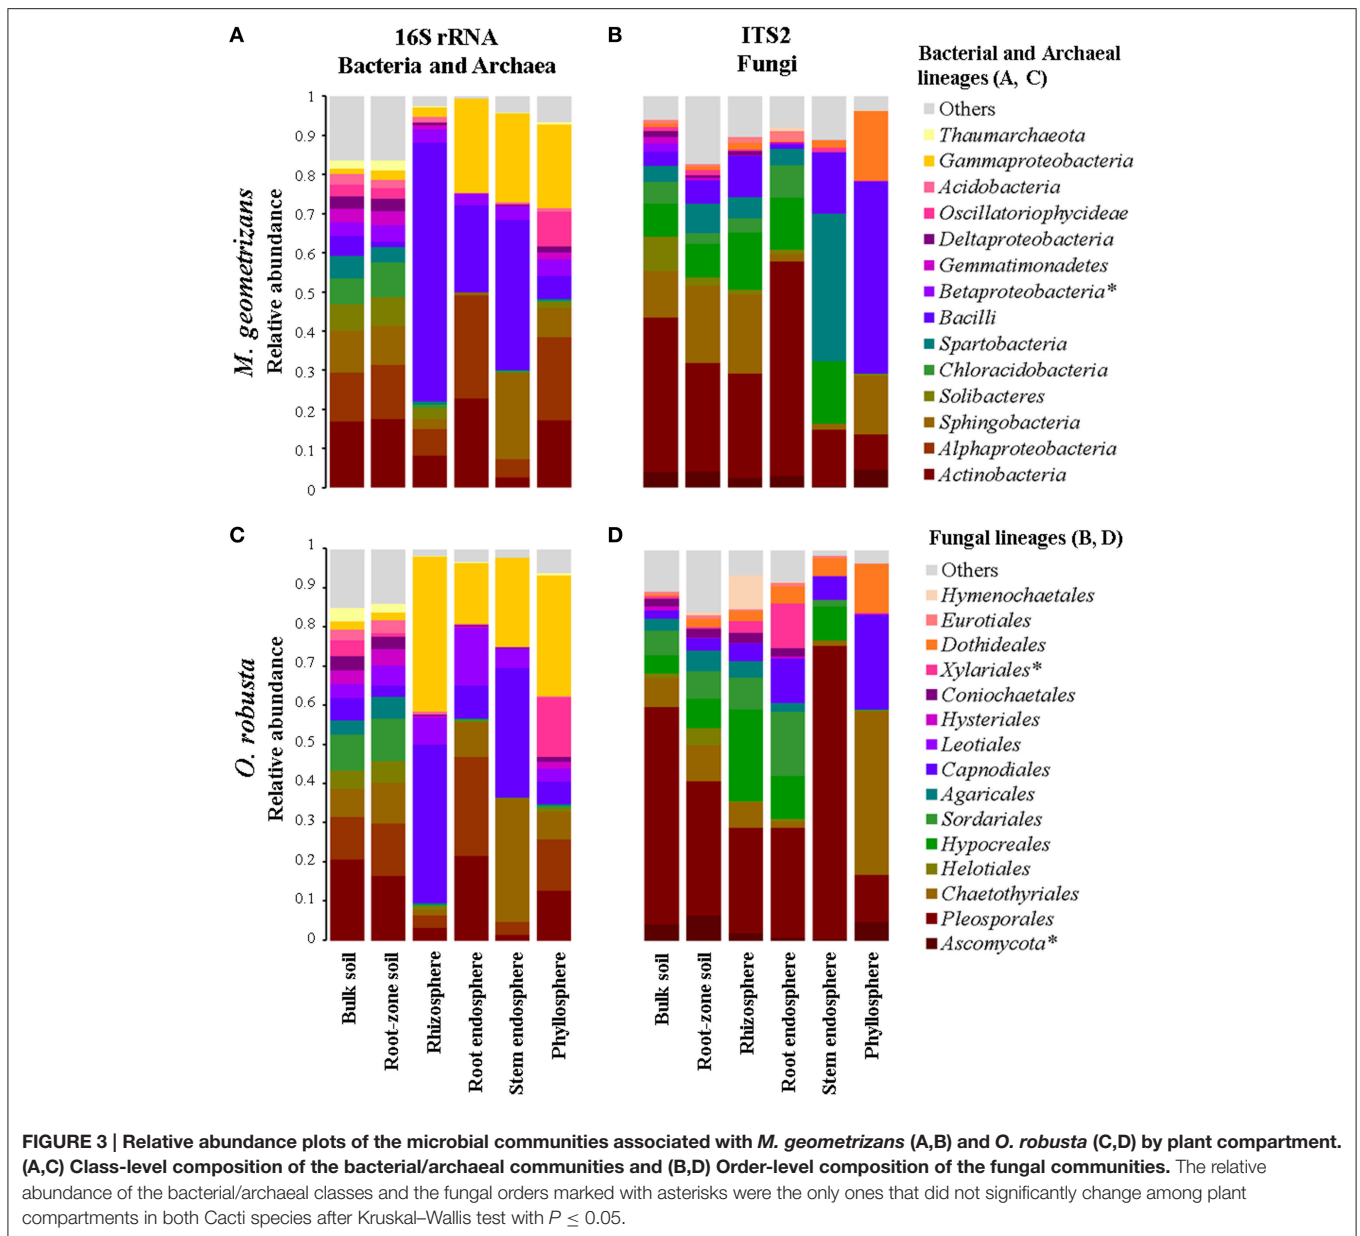 A
16S rRNA
Bacteria and Archaea
B
ITS2
Fungi
M. geometrizans
Relative abundance
1
0.9
0.8
0.7
0.6
0.5
0.4
0.3
0.2
0.1
0
Bacterial and Archaeal
lineages (A, C)
Others
Thaumarchaeota
Gammaproteobacteria
Acidobacteria
Oscillatoriophycideae
Deltaproteobacteria
Gemmatimonadetes
Betaproteobacteria*
Bacilli
Spartobacteria
Chloracidobacteria
Solibacteres
Sphingobacteria
Alphaproteobacteria
Actinobacteria
C
D
O. robusta
Relative abundance
1
0.9
0.8
0.7
0.6
0.5
0.4
0.3
0.2
0.1
0
Fungal lineages (B, D)
Others
Hymenochaetales
Eurotiales
Dothideales
Xylariales*
Coniochaetales
Hysteriales
Leotiales
Capnodiales
Agaricales
Sordariales
Hypocreales
Helotiales
Chaetothyriales
Pleosporales
Ascomycota*
Bulk soil
Root-zone soil
Rhizosphere
Root endosphere
Stem endosphere
Phyllosphere
Bulk soil
Root-zone soil
Rhizosphere
Root endosphere
Stem endosphere
Phyllosphere
FIGURE 3 | Relative abundance plots of the microbial communities associated with M. geometrizans (A,B) and O. robusta (C,D) by plant compartment.
(A,C) Class-level composition of the bacterial/archaeal communities and (B,D) Order-level composition of the fungal communities. The relative
abundance of the bacterial/archaeal classes and the fungal orders marked with asterisks were the only ones that did not significantly change among plant
compartments in both Cacti species after Kruskal–Wallis test with P ≤ 0.05.